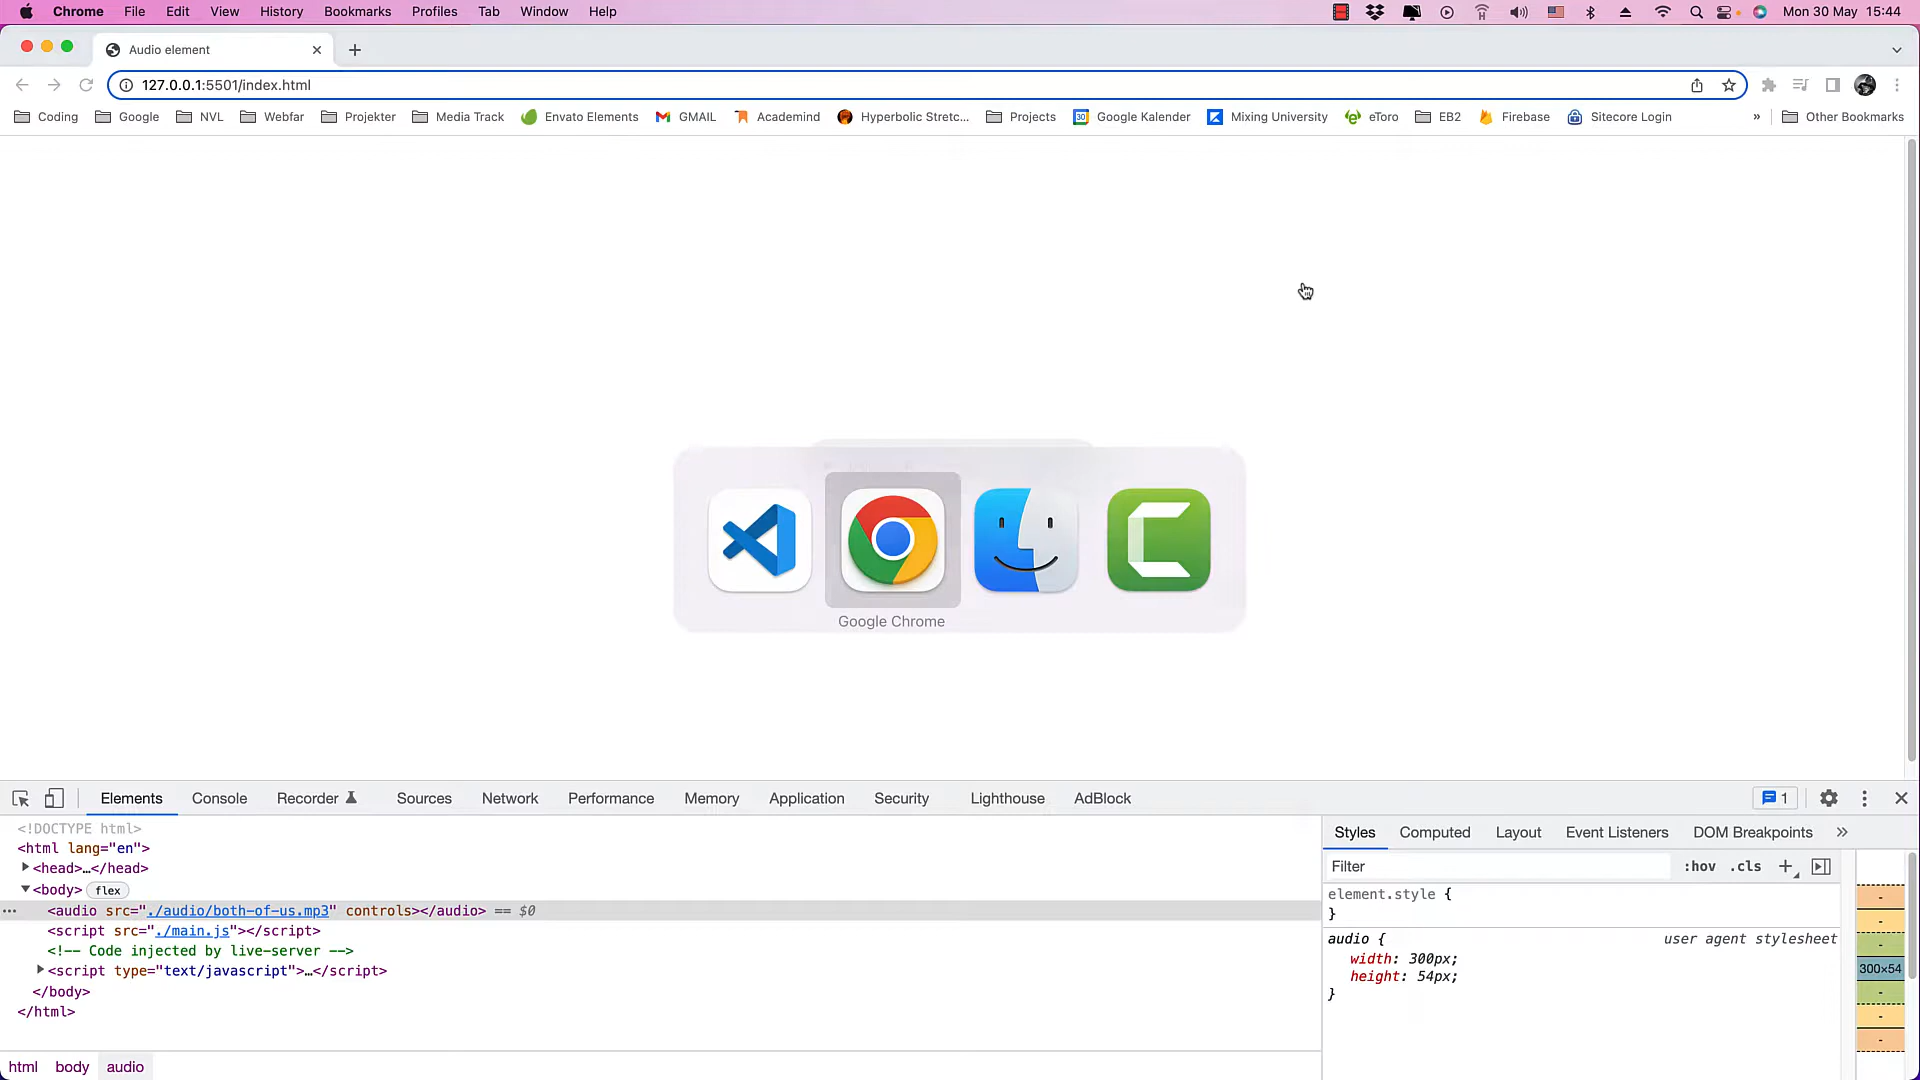 Chrome File Edit View History Bookmarks Profiles Tab Window Help Mon 30 May 15:44
Audio element
127.0.0.1:5501/index.html
Coding Google NVL Webfar Projekter Media Track Envato Elements GMAIL Academind Hyperbolic Stretc... Projects Google Kalender Mixing University eToro EB2 Firebase Sitecore Login » Other Bookmarks
Google Chrome
Elements Console Recorder Sources Network Performance Memory Application Security Lighthouse AdBlock 1
<!DOCTYPE html>
<html lang="en">
<head>…</head>
<body> flex
<audio src="./audio/both-of-us.mp3" controls></audio> == $0
<script src="./main.js"></script>
<!-- Code injected by live-server -->
<script type="text/javascript">…</script>
</body>
</html>
html body audio
Styles Computed Layout Event Listeners DOM Breakpoints »
Filter :hov .cls +
element.style {
}
audio { user agent stylesheet
width: 300px;
height: 54px;
}
-
-
-
300×54
-
-
-